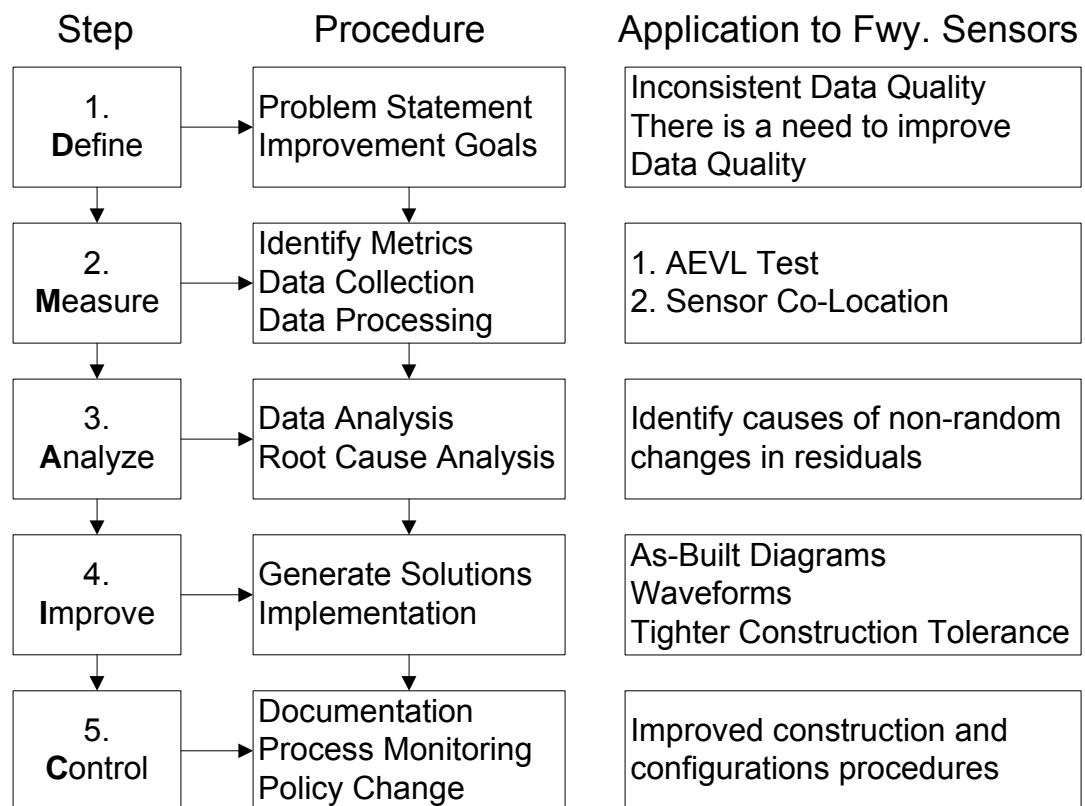 Step
Procedure
Application to Fwy. Sensors
1.
Define
Problem Statement
Improvement Goals
Inconsistent Data Quality
There is a need to improve
Data Quality
2.
Measure
Identify Metrics
Data Collection
Data Processing
1. AEVL Test
2. Sensor Co-Location
3.
Analyze
Data Analysis
Root Cause Analysis
Identify causes of non-random
changes in residuals
4.
Improve
Generate Solutions
Implementation
As-Built Diagrams
Waveforms
Tighter Construction Tolerance
5.
Control
Documentation
Process Monitoring
Policy Change
Improved construction and
configurations procedures